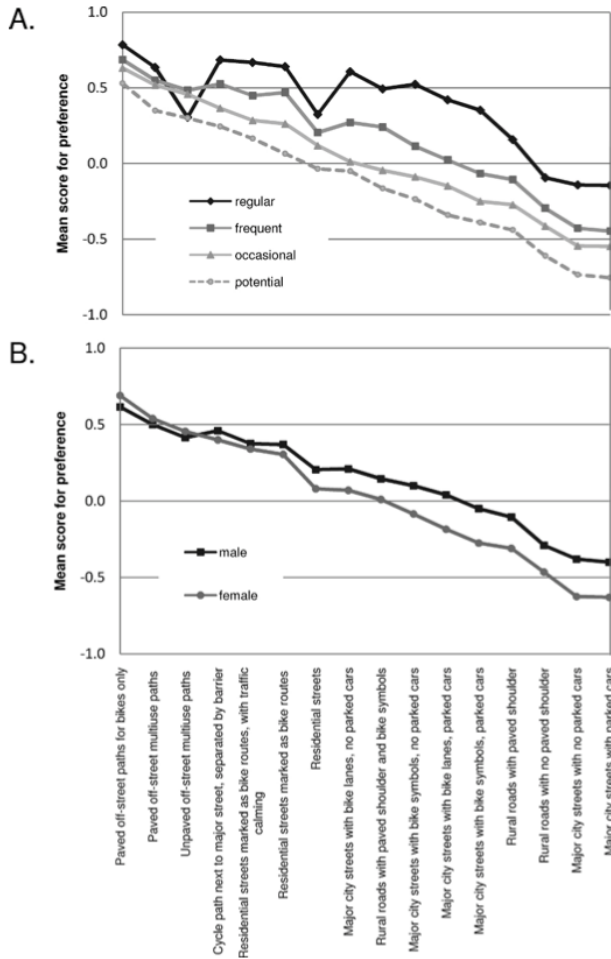 A.
1.0
0.5
0.0
-0.5
-1.0
Mean score for preference
regular
frequent
occasional
potential
B.
1.0
0.5
0.0
-0.5
-1.0
Mean score for preference
male
female
Paved off-street paths for bikes only
Paved off-street multiuse paths
Unpaved off-street multiuse paths
Cycle path next to major street, separated by barrier
Residential streets marked as bike routes, with traffic
calming
Residential streets marked as bike routes
Residential streets
Major city streets with bike lanes, no parked cars
Rural roads with paved shoulder and bike symbols
Major city streets with bike symbols, no parked cars
Major city streets with bike lanes, parked cars
Major city streets with bike symbols, parked cars
Rural roads with paved shoulder
Rural roads with no paved shoulder
Major city streets with no parked cars
Major city streets with parked cars